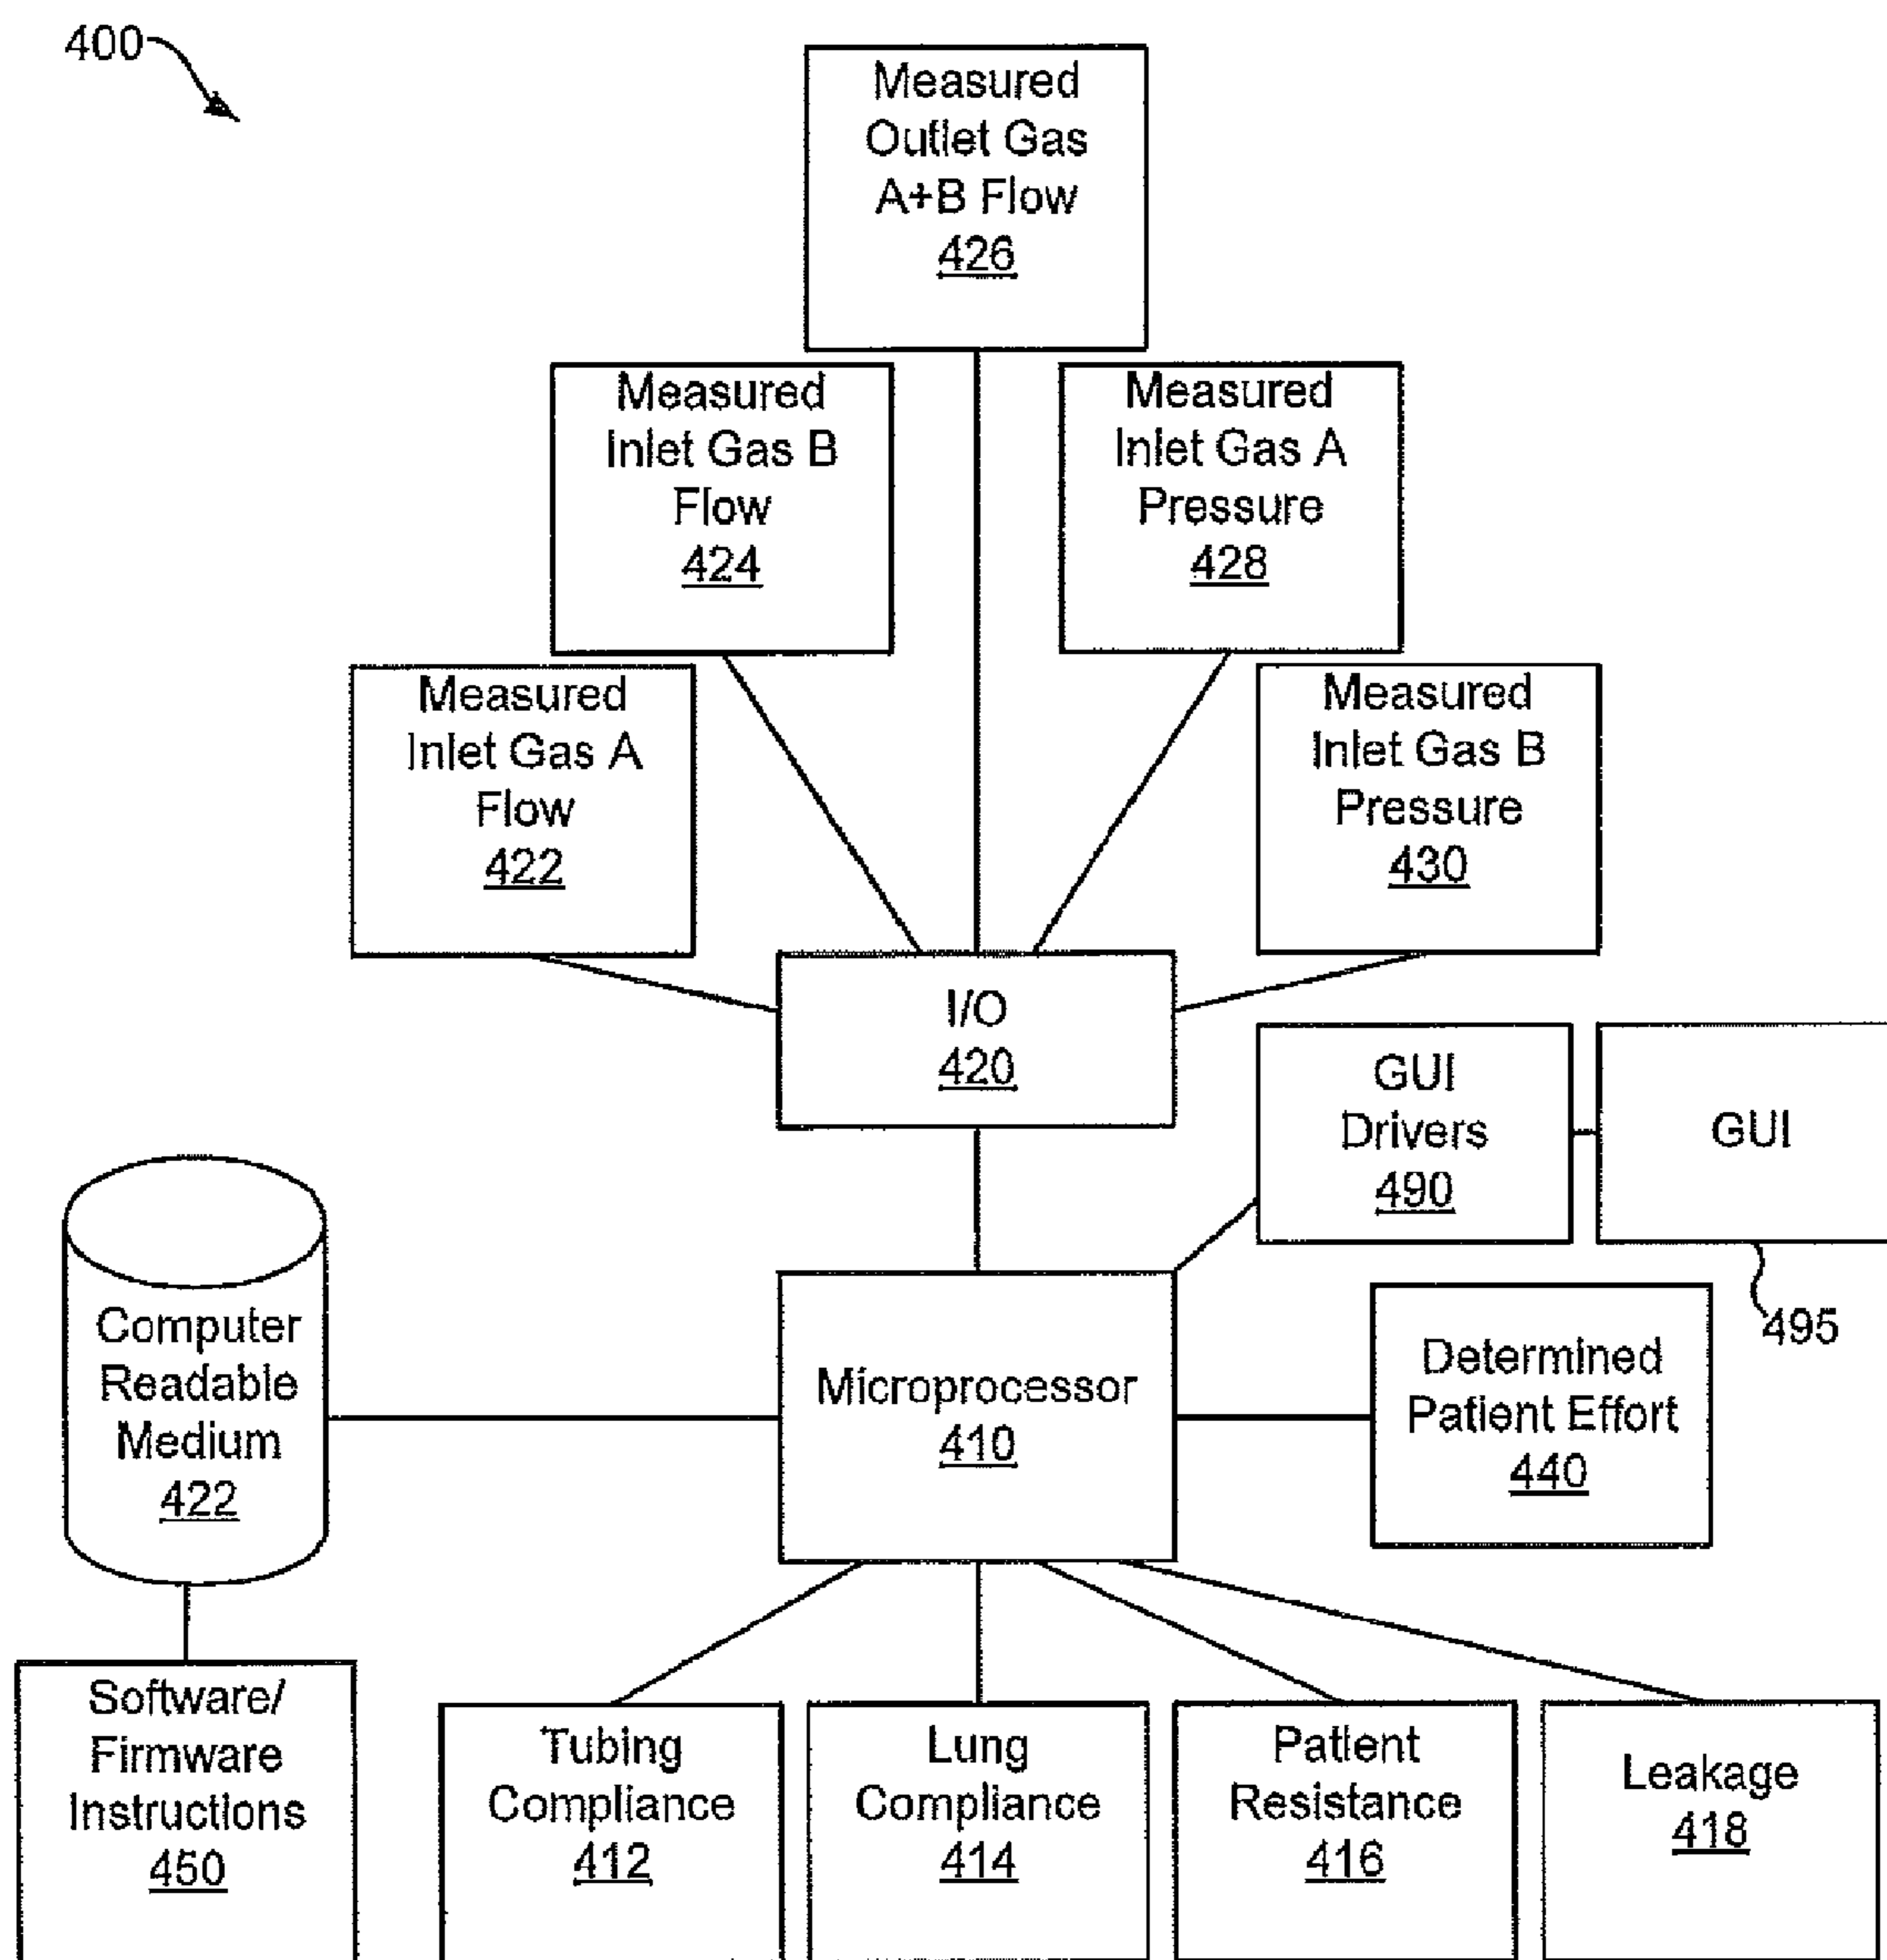 400
Measured
Outlet Gas
A+B Flow
426
Measured
Inlet Gas B
Flow
424
Measured
Inlet Gas A
Pressure
428
Measured
Inlet Gas A
Flow
422
Measured
Inlet Gas B
Pressure
430
I/O
420
GUI
Drivers
490
GUI
495
Computer
Readable
Medium
422
Microprocessor
410
Determined
Patient Effort
440
Software/
Firmware
Instructions
450
Tubing
Compliance
412
Lung
Compliance
414
Patient
Resistance
416
Leakage
418